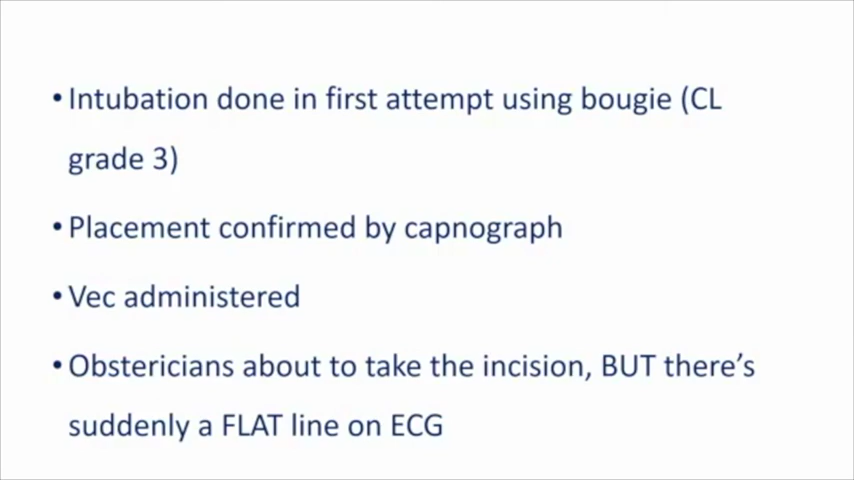 • Intubation done in first attempt using bougie (CL
grade 3)
• Placement confirmed by capnograph
• Vec administered
• Obstericians about to take the incision, BUT there’s
suddenly a FLAT line on ECG